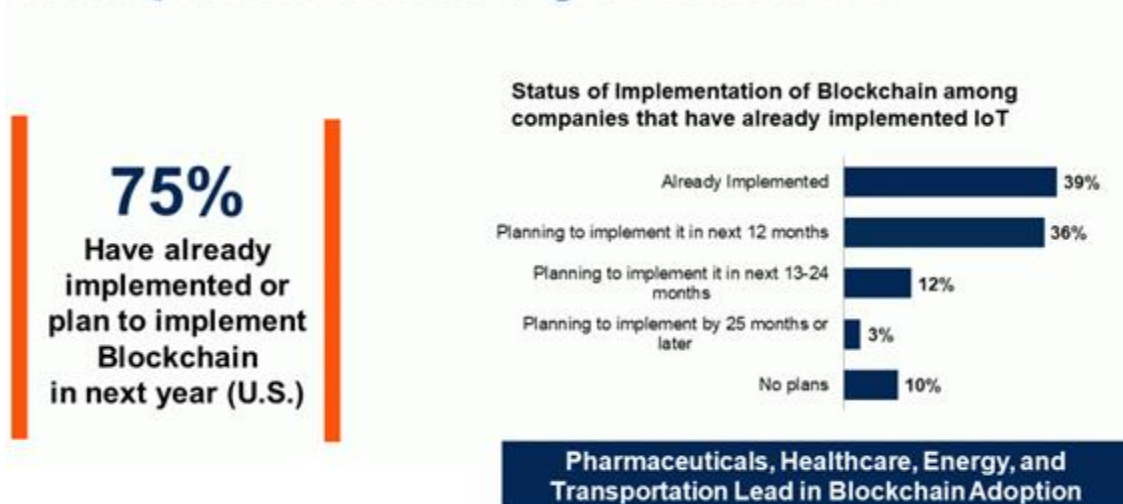 75%
Have already
implemented or
plan to implement
Blockchain
in next year (U.S.)
Status of Implementation of Blockchain among
companies that have already implemented IoT
Already Implemented 39%
Planning to implement it in next 12 months 36%
Planning to implement it in next 13-24
months 12%
Planning to implement by 25 months or
later 3%
No plans 10%
Pharmaceuticals, Healthcare, Energy, and
Transportation Lead in Blockchain Adoption